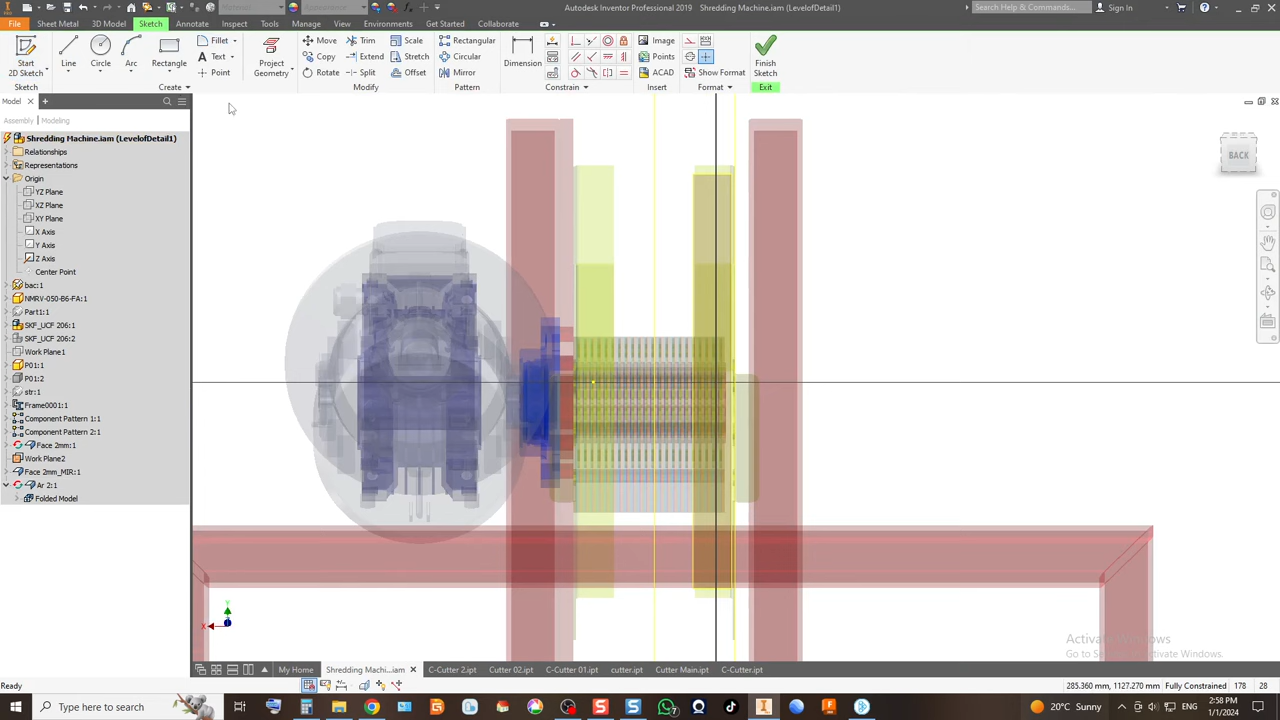 Material
Autodesk Inventor Professional 2019   Shredding Machine.iam (LevelofDetail1)
Search Help & Commands...
Sign In
File
Sheet Metal
3D Model
Sketch
Annotate
Inspect
Tools
Manage
View
Environments
Get Started
Collaborate
Start
2D Sketch
Line
Circle
Arc
Rectangle
Fillet
Text
Point
Project
Geometry
Move
Copy
Rotate
Trim
Extend
Split
Scale
Stretch
Offset
Rectangular
Circular
Mirror
Dimension
Image
Points
ACAD
Show Format
Finish
Sketch
Sketch
Create
Modify
Pattern
Constrain
Insert
Format
Exit
Model
Assembly
Modeling
Shredding Machine.iam (LevelofDetail1)
Relationships
Representations
Origin
YZ Plane
XZ Plane
XY Plane
X Axis
Y Axis
Z Axis
Center Point
bac:1
NMRV-050-B6-FA:1
Part1:1
SKF_UCF 206:1
SKF_UCF 206:2
Work Plane1
P01:1
P01:2
str:1
Frame0001:1
Component Pattern 1:1
Component Pattern 2:1
Face 2mm:1
Work Plane2
Face 2mm_MIR:1
Ar 2:1
Folded Model
BACK
Y
X
Activate Windows
Go to Settings to Activate Windows.
My Home
Shredding Machi...iam
C-Cutter 2.ipt
Cutter 02.ipt
C-Cutter 01.ipt
cutter.ipt
Cutter Main.ipt
C-Cutter.ipt
Ready
285.360 mm, 1127.270 mm
Fully Constrained
178
28
Type here to search
20°C Sunny
2:58 PM
1/1/2024